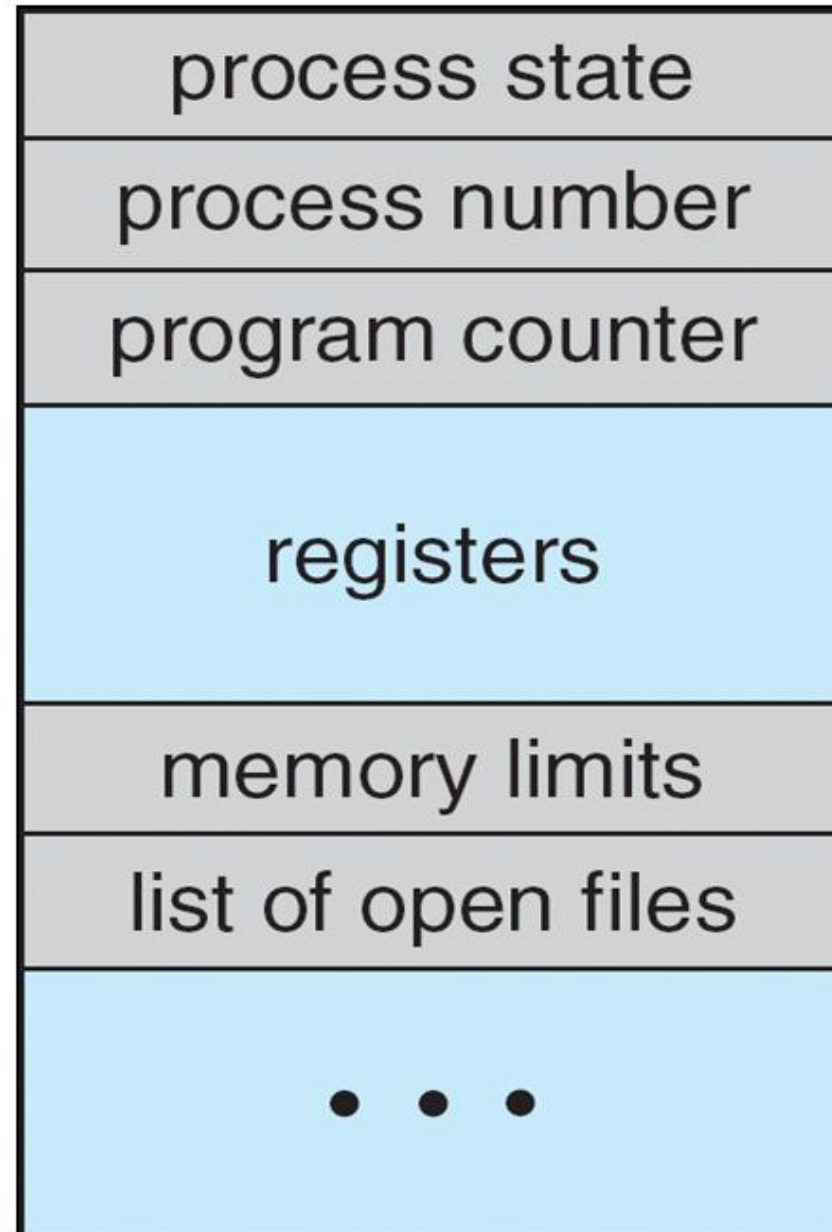 process state
process number
program counter
registers
memory limits
list of open files
• • •